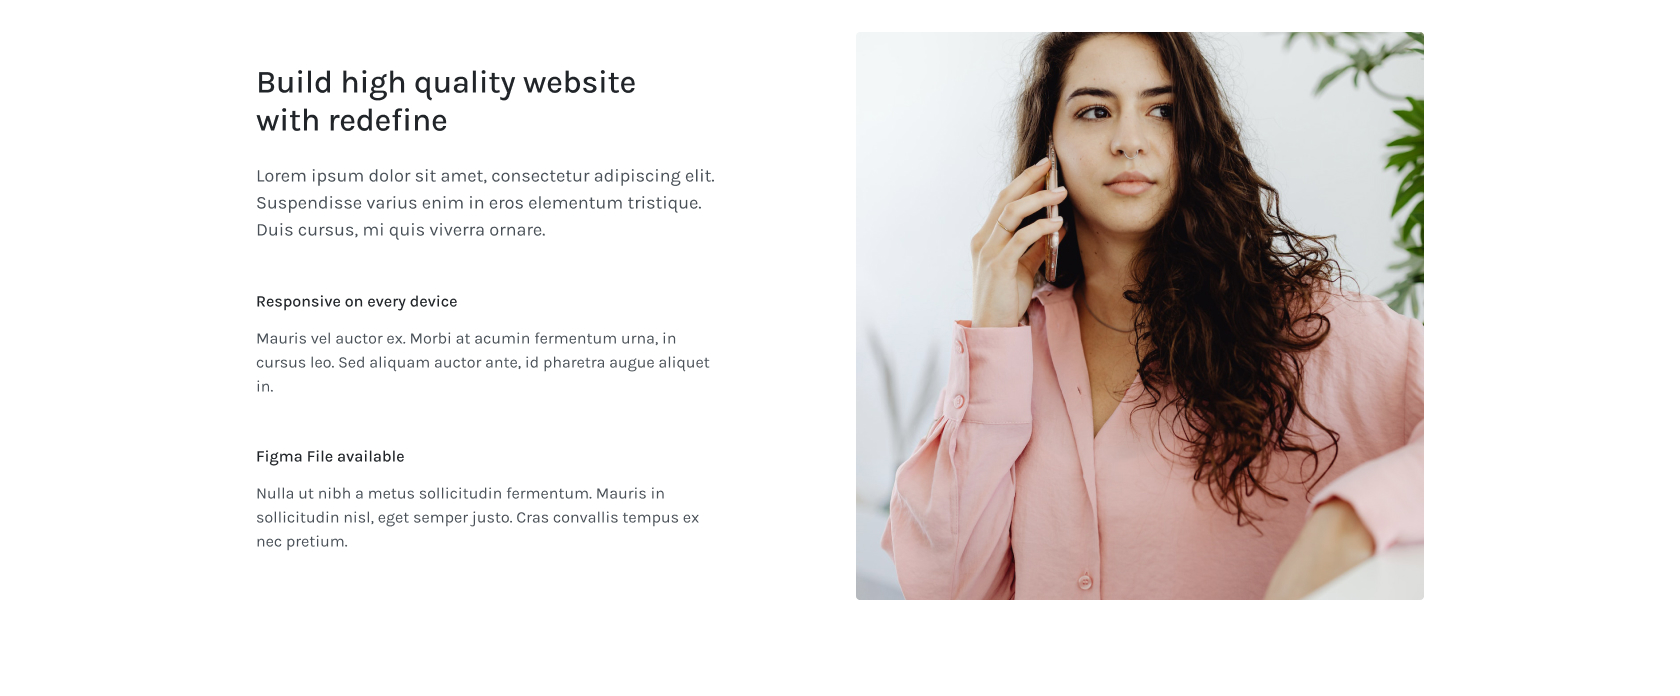 Build high quality website
with redefine
Lorem ipsum dolor sit amet, consectetur adipiscing elit.
Suspendisse varius enim in eros elementum tristique.
Duis cursus, mi quis viverra ornare.
Responsive on every device
Mauris vel auctor ex. Morbi at acumin fermentum urna, in
cursus leo. Sed aliquam auctor ante, id pharetra augue aliquet
in.
Figma File available
Nulla ut nibh a metus sollicitudin fermentum. Mauris in
sollicitudin nisl, eget semper justo. Cras convallis tempus ex
nec pretium.